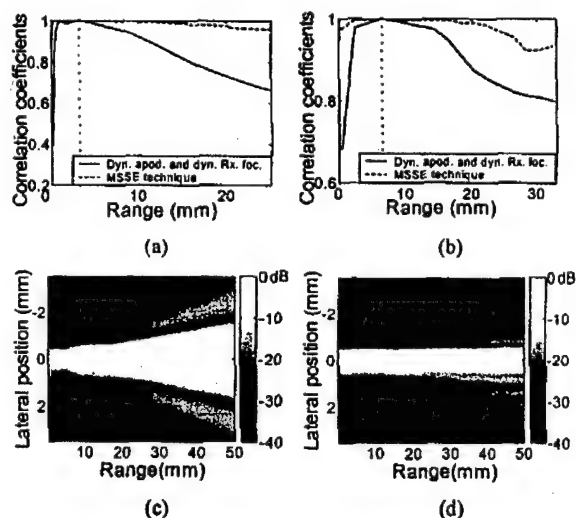 Correlation coefficients
1
0.8
0.6
0.4
0.2
0
10
20
Dyn. apod. and dyn. Rx. foc.
MSSE technique
Range (mm)
(a)
Correlation coefficients
1
0.8
0.6
0
10
20
30
Dyn. apod. and dyn. Rx. foc.
MSSE technique
Range (mm)
(b)
Lateral position (mm)
-2
0
2
10 20 30 40 50
Range(mm)
0 dB
-10
-20
-30
-40
(c)
Lateral position (mm)
-2
0
2
10 20 30 40 50
Range(mm)
0 dB
-10
-20
-30
-40
(d)